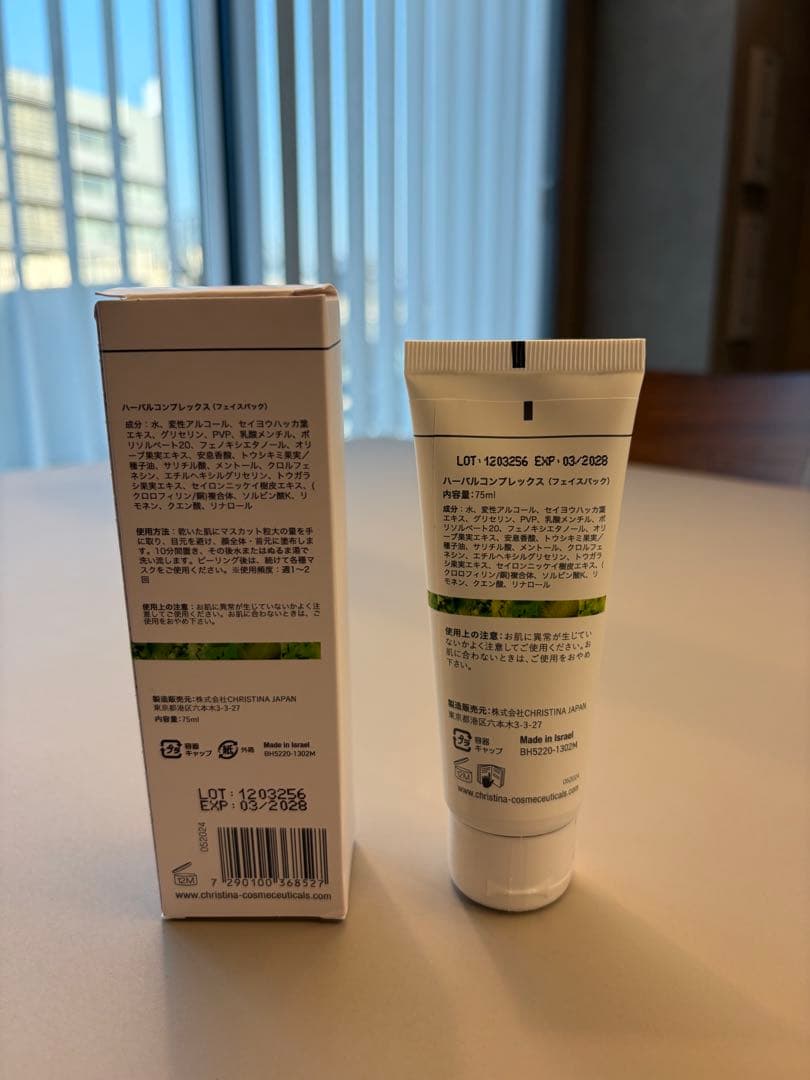 ハーバルコンプレックス（フェイスパック）
成分：水、変性アルコール、セイヨウハッカ葉
エキス、グリセリン、PVP、乳酸メンチル、ポ
リソルベート20、フェノキシエタノール、オリ
ーブ果実エキス、安息香酸、トウシキミ果実／
種子油、サリチル酸、メントール、クロルフェ
ネシン、エチルヘキシルグリセリン、トウガラ
シ果実エキス、セイロンニッケイ樹皮エキス、（
クロロフィリン/銅)複合体、ソルビン酸K、リ
モネン、クエン酸、リナロール
使用方法：乾いた肌にマスカット粒大の量を手
に取り、目元を避け、顔全体・首元に塗布しま
す。10分間置き、その後水またはぬるま湯で
洗い流します。ピーリング後は、続けて各種
マスクをご使用ください。※使用頻度：週1〜2
回
使用上の注意：お肌に異常が生じていないかよく注
意してご使用ください。お肌に合わないときは、ご使
用をおやめ下さい。
製造販売元：株式会社CHRISTINA JAPAN
東京都港区六本木3-3-27
内容量：75ml
プラ 容器
キャップ
紙 外箱
Made in Israel
BH5220-1302M
LOT: 1203256
EXP: 03/2028
052024
12M
7 290100 368527
www.christina-cosmeceuticals.com
LOT: 1203256 EXP: 03/2028
ハーバルコンプレックス（フェイスパック）
内容量：75ml
成分：水、変性アルコール、セイヨウハッカ葉
エキス、グリセリン、PVP、乳酸メンチル、ポ
リソルベート20、フェノキシエタノール、オリ
ーブ果実エキス、安息香酸、トウシキミ果実／
種子油、サリチル酸、メントール、クロルフェ
ネシン、エチルヘキシルグリセリン、トウガラ
シ果実エキス、セイロンニッケイ樹皮エキス、（
クロロフィリン/銅)複合体、ソルビン酸K、リ
モネン、クエン酸、リナロール
使用上の注意：お肌に異常が生じてい
ないかよく注意してご使用ください。お
肌に合わないときは、ご使用をおやめ
下さい。
製造販売元：株式会社CHRISTINA JAPAN
東京都港区六本木3-3-27
プラ 容器
キャップ
Made in Israel
BH5220-1302M
12M
052024
www.christina-cosmeceuticals.com